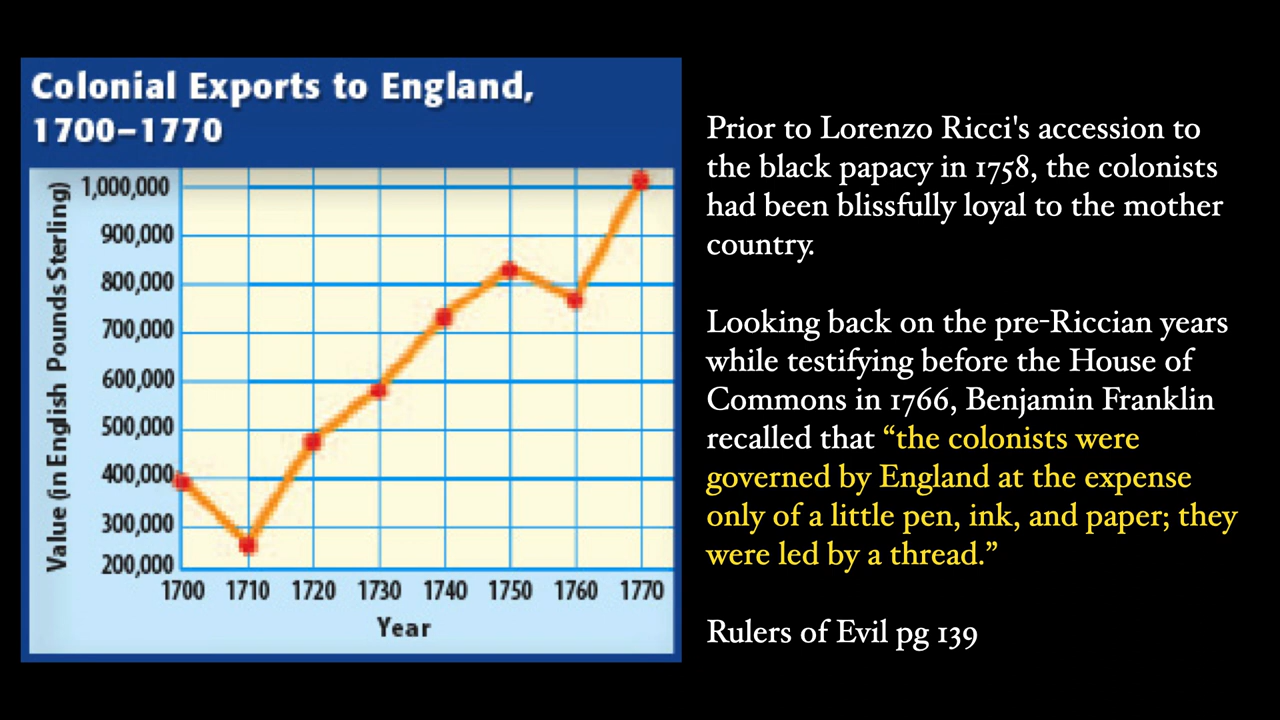 Colonial Exports to England,
1700–1770
Value (in English Pounds Sterling)
1,000,000
900,000
800,000
700,000
600,000
500,000
400,000
300,000
200,000
1700 1710 1720 1730 1740 1750 1760 1770
Year
Prior to Lorenzo Ricci's accession to
the black papacy in 1758, the colonists
had been blissfully loyal to the mother
country.
Looking back on the pre-Riccian years
while testifying before the House of
Commons in 1766, Benjamin Franklin
recalled that “the colonists were
governed by England at the expense
only of a little pen, ink, and paper; they
were led by a thread.”
Rulers of Evil pg 139